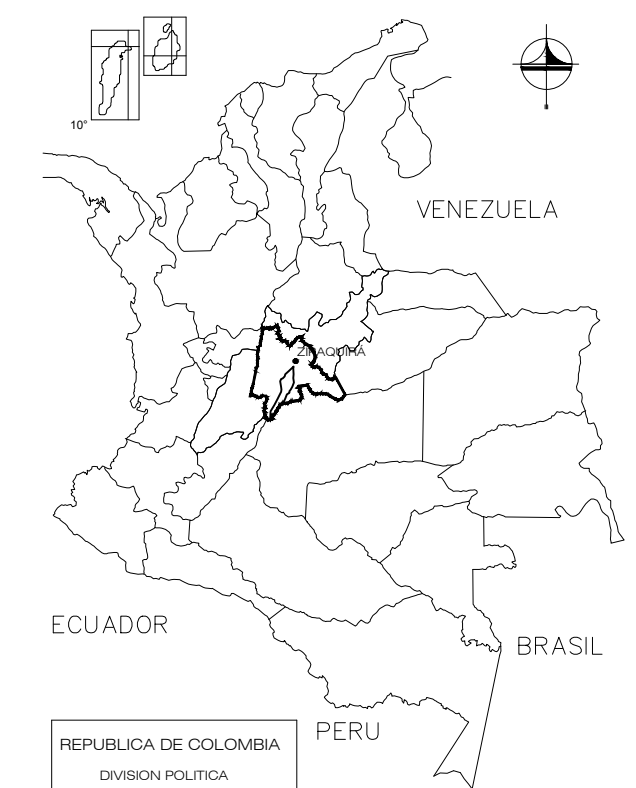 10°
VENEZUELA
ZIPAQUIRÁ
ECUADOR
BRASIL
PERU
REPUBLICA DE COLOMBIA
DIVISION POLITICA